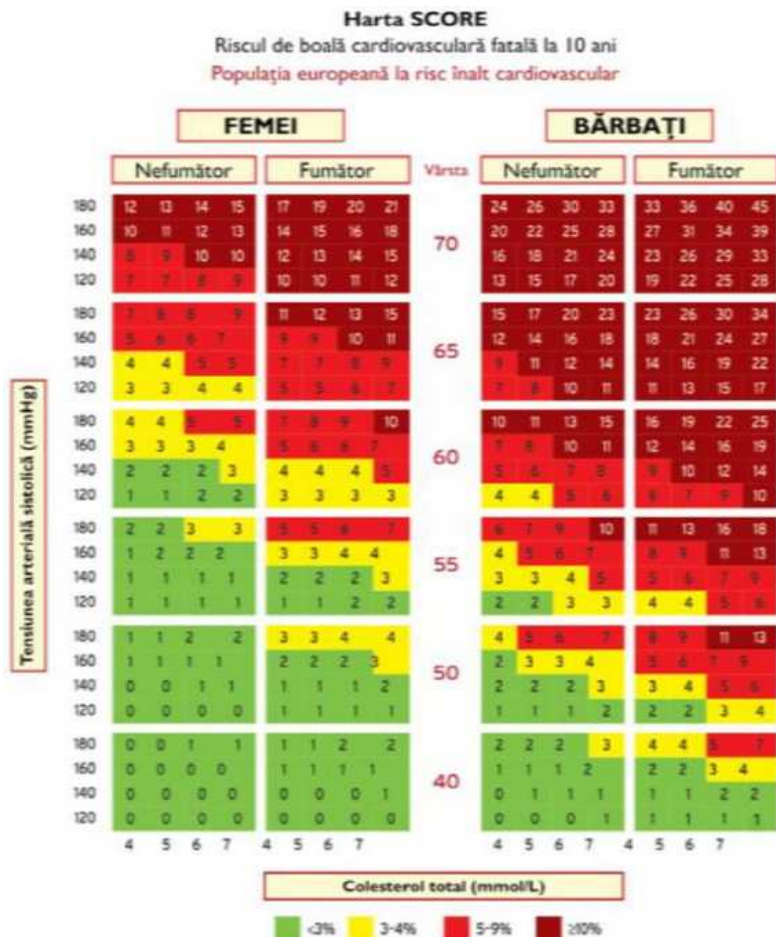 Harta SCORE
Riscul de boală cardiovasculară fatală la 10 ani
Populația europeană la risc înalt cardiovascular
FEMEI BĂRBAȚI
Nefumător Fumător Vârsta Nefumător Fumător
180 12 13 14 15 17 19 20 21 24 26 30 33 33 36 40 45
160 10 11 12 13 14 15 16 18 20 22 25 28 27 31 34 39
70
140 8 9 10 10 12 13 14 15 16 18 21 24 23 26 29 33
120 7 7 8 9 10 10 11 12 13 15 17 20 19 22 25 28
180 7 8 8 9 11 12 13 15 15 17 20 23 23 26 30 34
160 5 6 6 7 9 9 10 11 12 14 16 18 18 21 24 27
65
140 4 4 5 5 7 7 8 9 9 11 12 14 14 16 19 22
120 3 3 4 4 5 5 6 7 7 8 10 11 11 13 15 17
180 4 4 5 5 7 8 9 10 10 11 13 15 16 19 22 25
160 3 3 3 4 5 6 6 7 7 8 10 11 12 14 16 19
60
140 2 2 2 3 4 4 4 5 5 6 7 8 9 10 12 14
120 1 1 2 2 3 3 3 3 4 4 5 6 6 7 9 10
180 2 2 3 3 5 5 6 7 6 7 9 10 11 13 16 18
160 1 2 2 2 3 3 4 4 4 5 6 7 8 9 11 13
55
140 1 1 1 1 2 2 2 3 3 3 4 5 5 6 7 9
120 1 1 1 1 1 1 2 2 2 2 3 3 4 4 5 6
180 1 1 2 2 3 3 4 4 4 5 6 7 8 9 11 13
160 1 1 1 1 2 2 2 3 2 3 3 4 5 6 7 9
50
140 0 0 1 1 1 1 1 2 2 2 2 3 3 4 5 6
120 0 0 0 0 1 1 1 1 1 1 1 2 2 2 3 4
180 0 0 1 1 1 1 2 2 2 2 2 3 4 4 5 7
160 0 0 0 0 1 1 1 1 1 1 1 2 2 2 3 4
40
140 0 0 0 0 0 0 0 1 0 1 1 1 1 1 2 2
120 0 0 0 0 0 0 0 0 0 0 0 1 1 1 1 1
4 5 6 7 4 5 6 7 4 5 6 7 4 5 6 7
Tensiunea arterială sistolică (mmHg)
Colesterol total (mmol/L)
<3% 3-4% 5-9% ≥10%